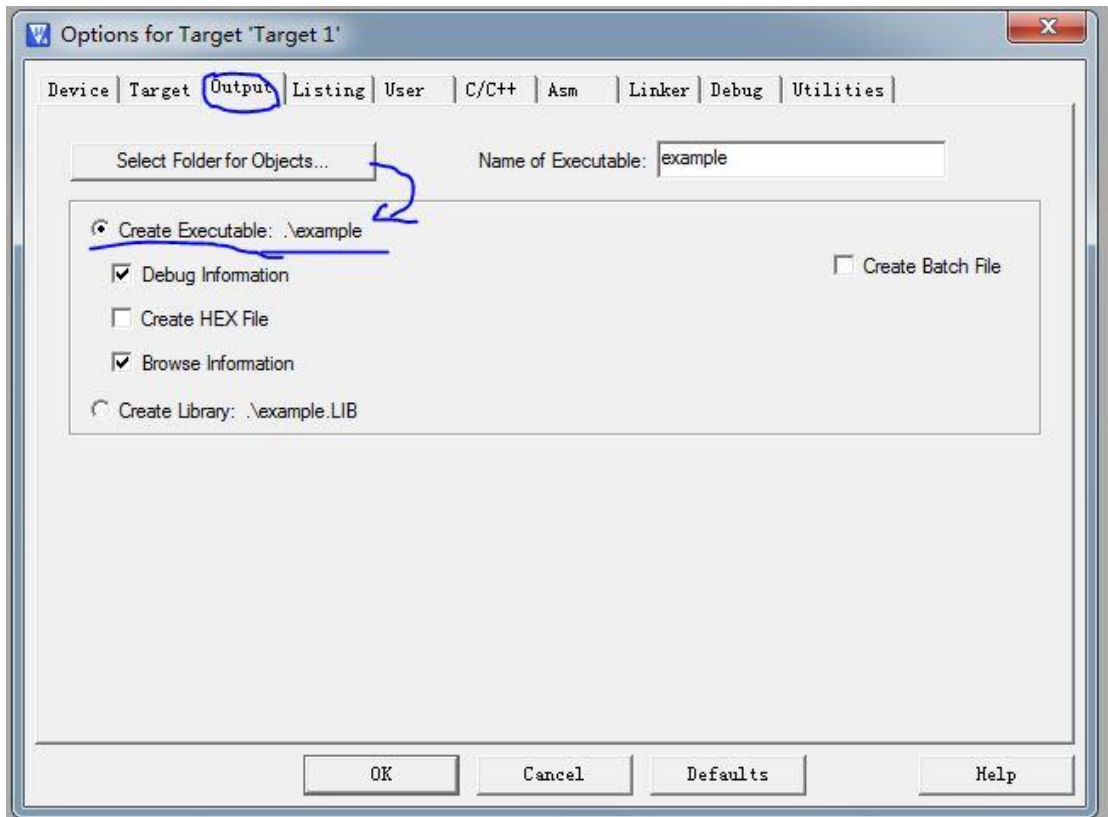 Options for Target 'Target 1'
Device Target Output Listing User C/C++ Asm Linker Debug Utilities
Select Folder for Objects... Name of Executable: example
Create Executable: .\example
Debug Information Create Batch File
Create HEX File
Browse Information
Create Library: .\example.LIB
OK Cancel Defaults Help